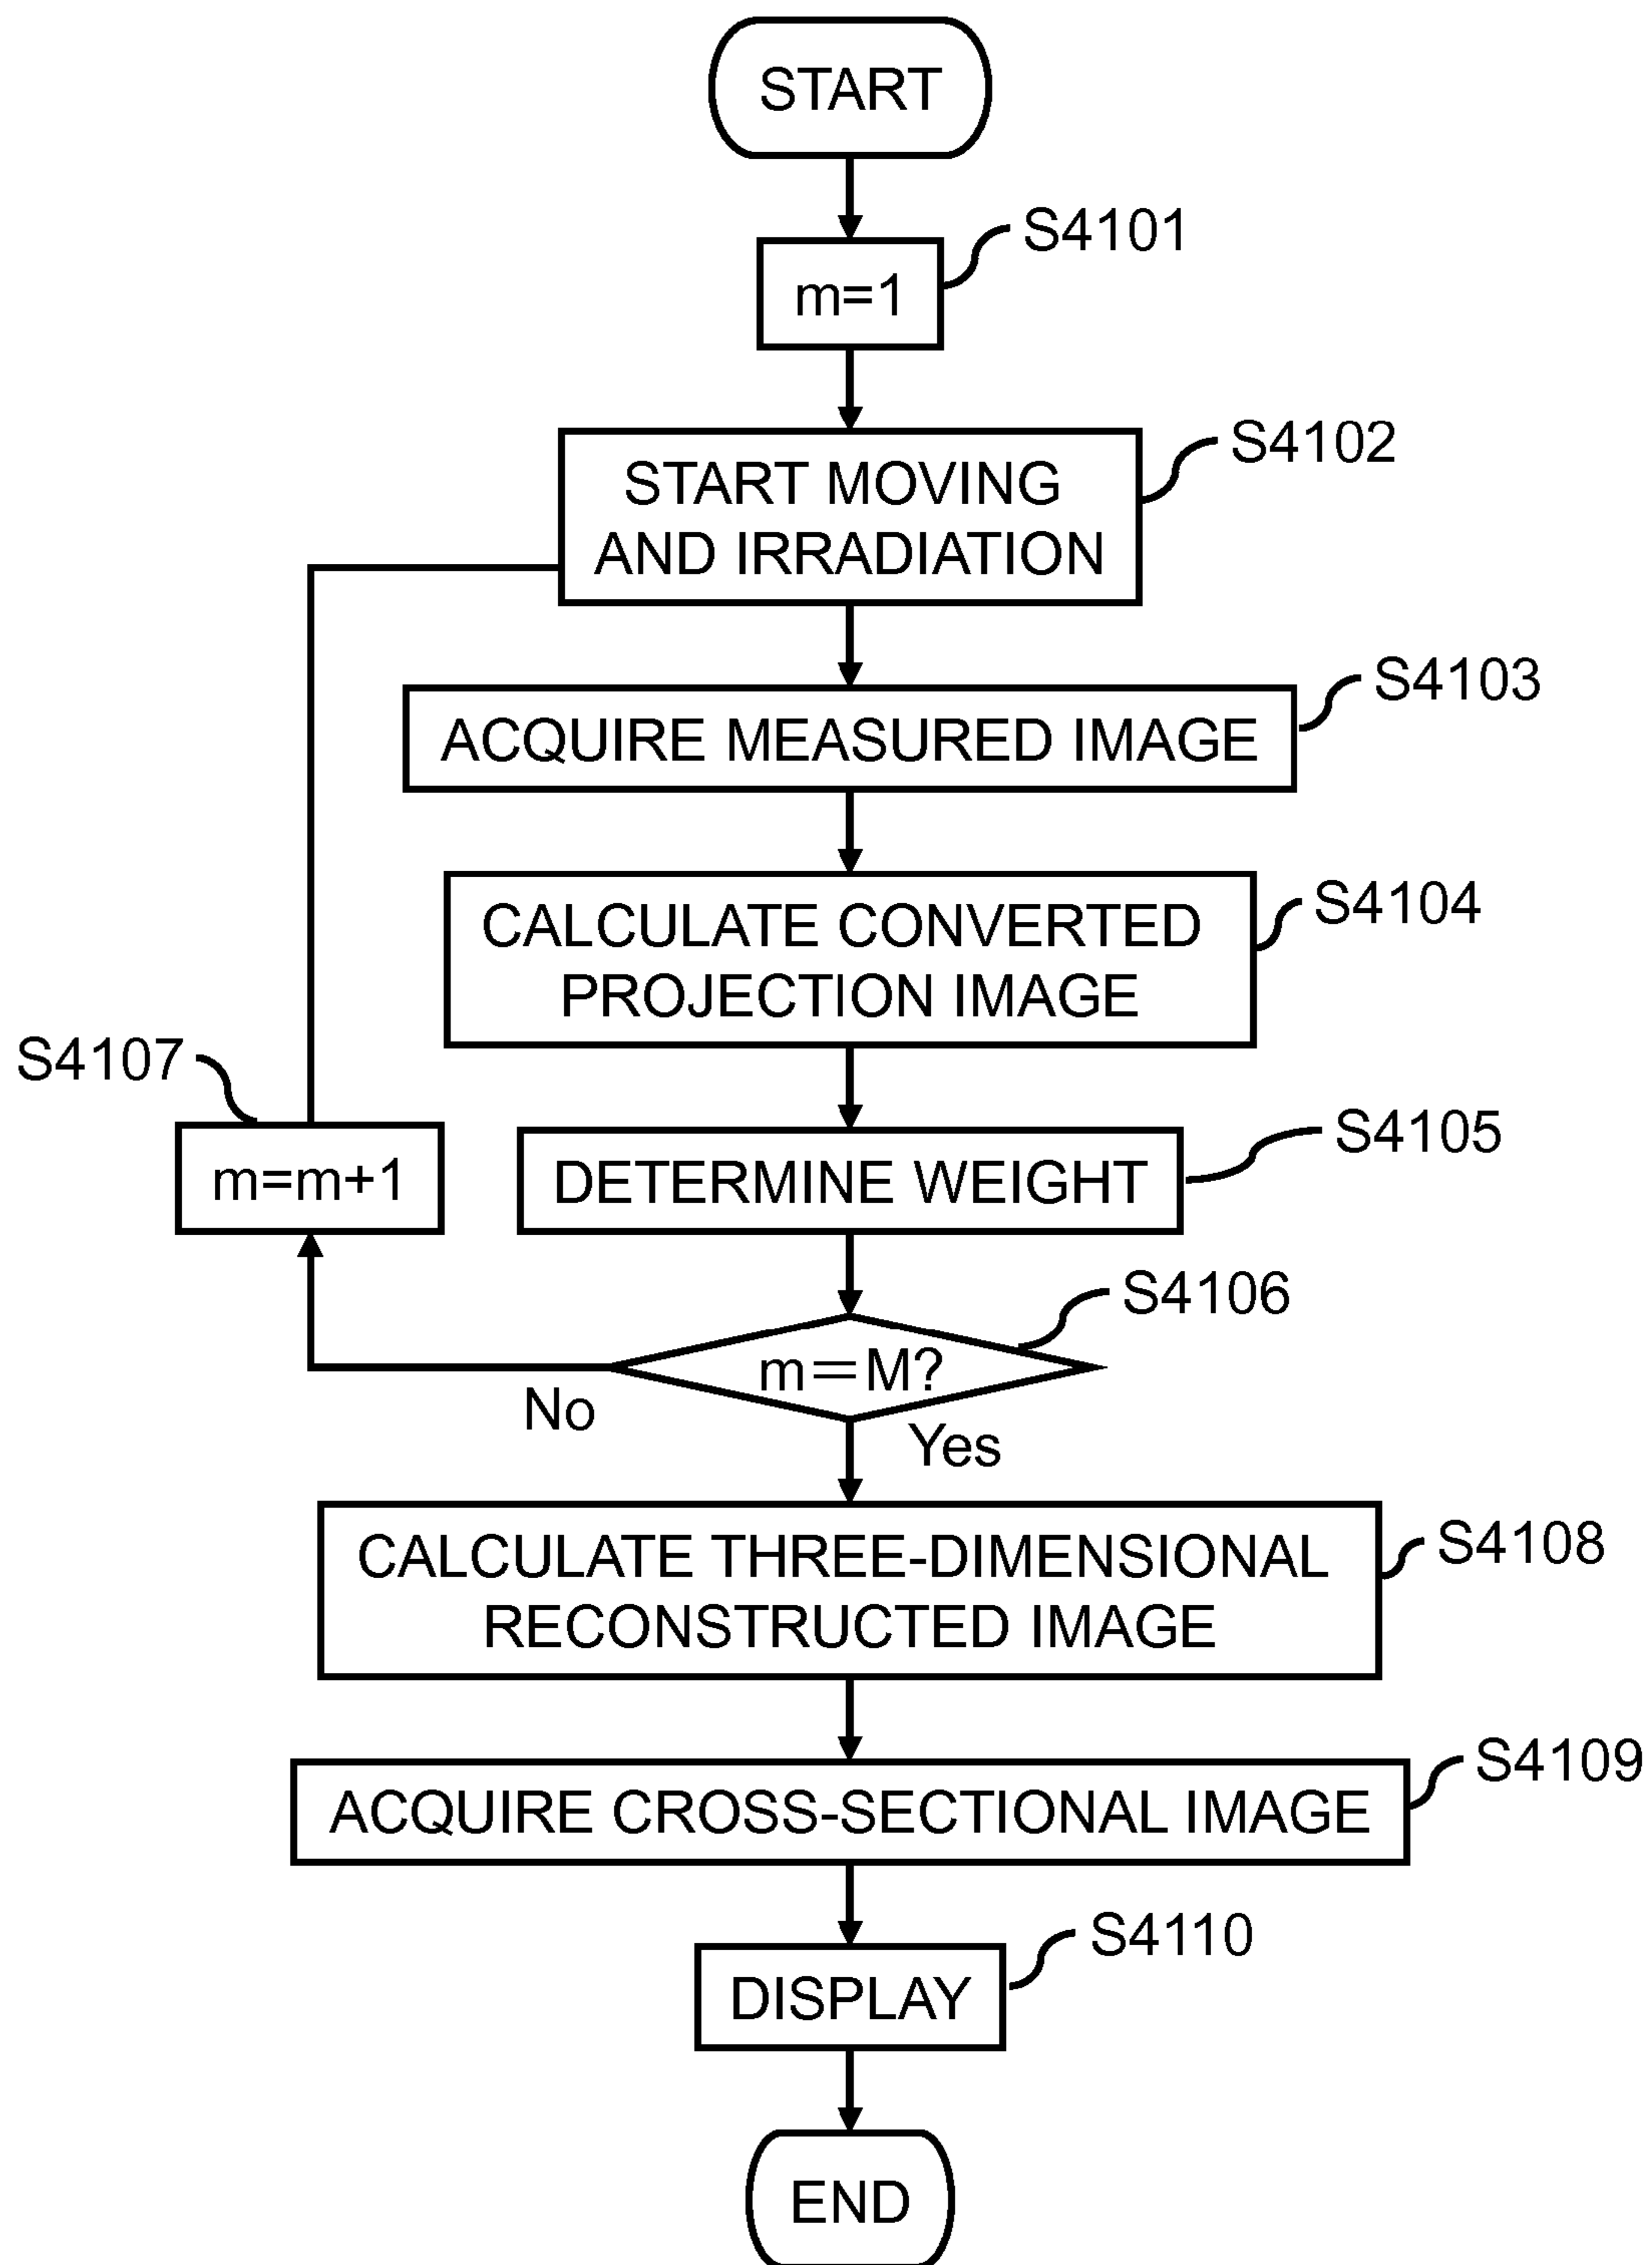 START
S4101
m=1
S4102
START MOVING
AND IRRADIATION
S4103
ACQUIRE MEASURED IMAGE
S4104
CALCULATE CONVERTED
PROJECTION IMAGE
S4107
m=m+1
S4105
DETERMINE WEIGHT
S4106
m=M?
No
Yes
S4108
CALCULATE THREE-DIMENSIONAL
RECONSTRUCTED IMAGE
S4109
ACQUIRE CROSS-SECTIONAL IMAGE
S4110
DISPLAY
END